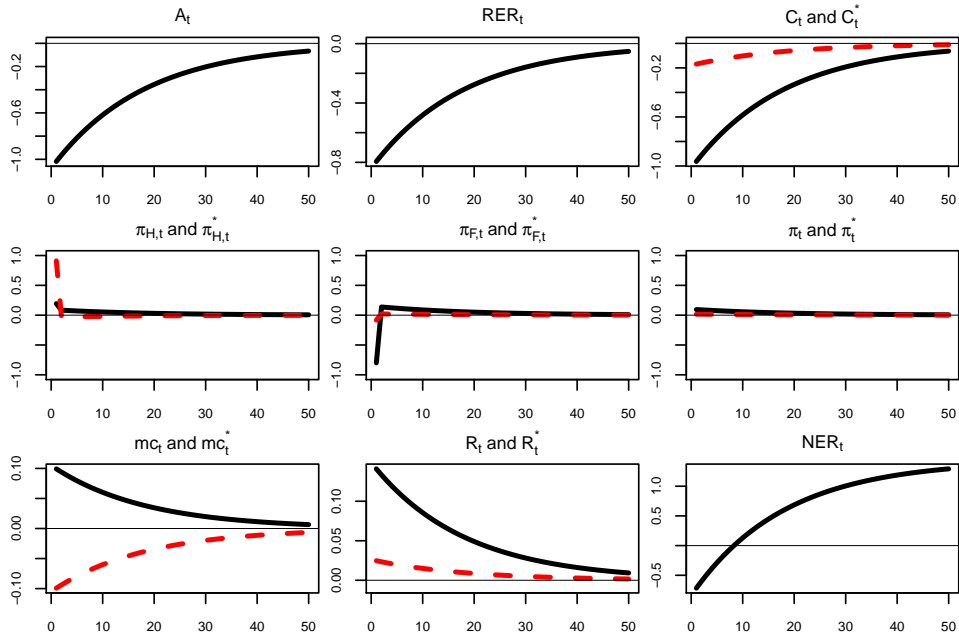 A_t
−0.2
−0.6
−1.0
0 10 20 30 40 50
RER_t
0.0
−0.4
−0.8
0 10 20 30 40 50
C_t and C_t^*
−0.2
−0.6
−1.0
0 10 20 30 40 50
π_{H,t} and π_{H,t}^*
1.0
0.5
0.0
−1.0
0 10 20 30 40 50
π_{F,t} and π_{F,t}^*
1.0
0.5
0.0
−1.0
0 10 20 30 40 50
π_t and π_t^*
1.0
0.5
0.0
−1.0
0 10 20 30 40 50
mc_t and mc_t^*
0.10
0.00
−0.10
0 10 20 30 40 50
R_t and R_t^*
0.10
0.00
0 10 20 30 40 50
NER_t
1.0
0.5
−0.5
0 10 20 30 40 50